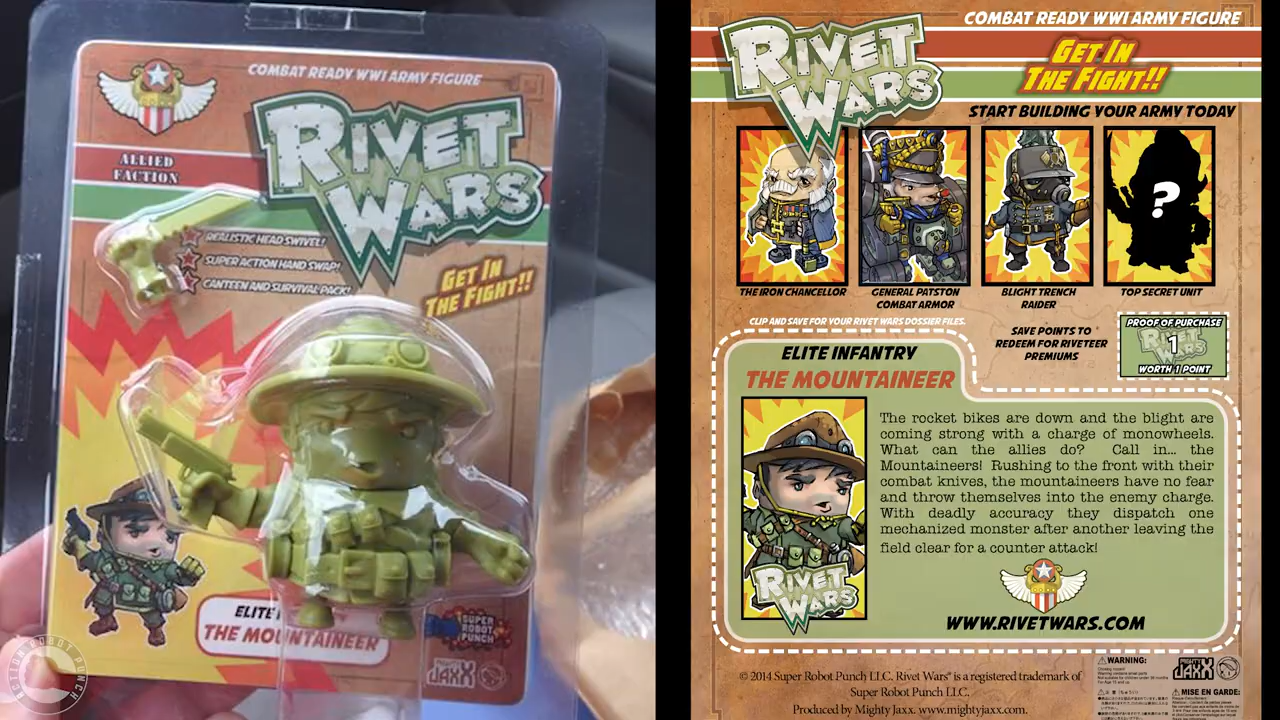 COMBAT READY WWI ARMY FIGURE
RIVET
WARS
ALLIED
FACTION
REALISTIC HEAD SWIVEL!
SUPER ACTION HAND SWAP!
CANTEEN AND SURVIVAL PACK!
GET IN
THE FIGHT!!
ELITE
THE MOUNTAINEER
SUPER
ROBOT
PUNCH
MIGHTY
JAXX
ACTION ROBOT PUNCH
COMBAT READY WWI ARMY FIGURE
RIVET
WARS
GET IN
THE FIGHT!!
START BUILDING YOUR ARMY TODAY
?
THE IRON CHANCELLOR
GENERAL PATSTON
COMBAT ARMOR
BLIGHT TRENCH
RAIDER
TOP SECRET UNIT
CLIP AND SAVE FOR YOUR RIVET WARS DOSSIER FILES.
SAVE POINTS TO
REDEEM FOR RIVETEER
PREMIUMS
PROOF OF PURCHASE
RIVET
WARS
1
WORTH 1 POINT
ELITE INFANTRY
THE MOUNTAINEER
The rocket bikes are down and the blight are
coming strong with a charge of monowheels.
What can the allies do? Call in... the
Mountaineers! Rushing to the front with their
combat knives, the mountaineers have no fear
and throw themselves into the enemy charge.
With deadly accuracy they dispatch one
mechanized monster after another leaving the
field clear for a counter attack!
RIVET
WARS
WWW.RIVETWARS.COM
© 2014 Super Robot Punch LLC. Rivet Wars® is a registered trademark of
Super Robot Punch LLC.
Produced by Mighty Jaxx. www.mightyjaxx.com.
WARNING:
MIGHTY
JAXX
MISE EN GARDE: